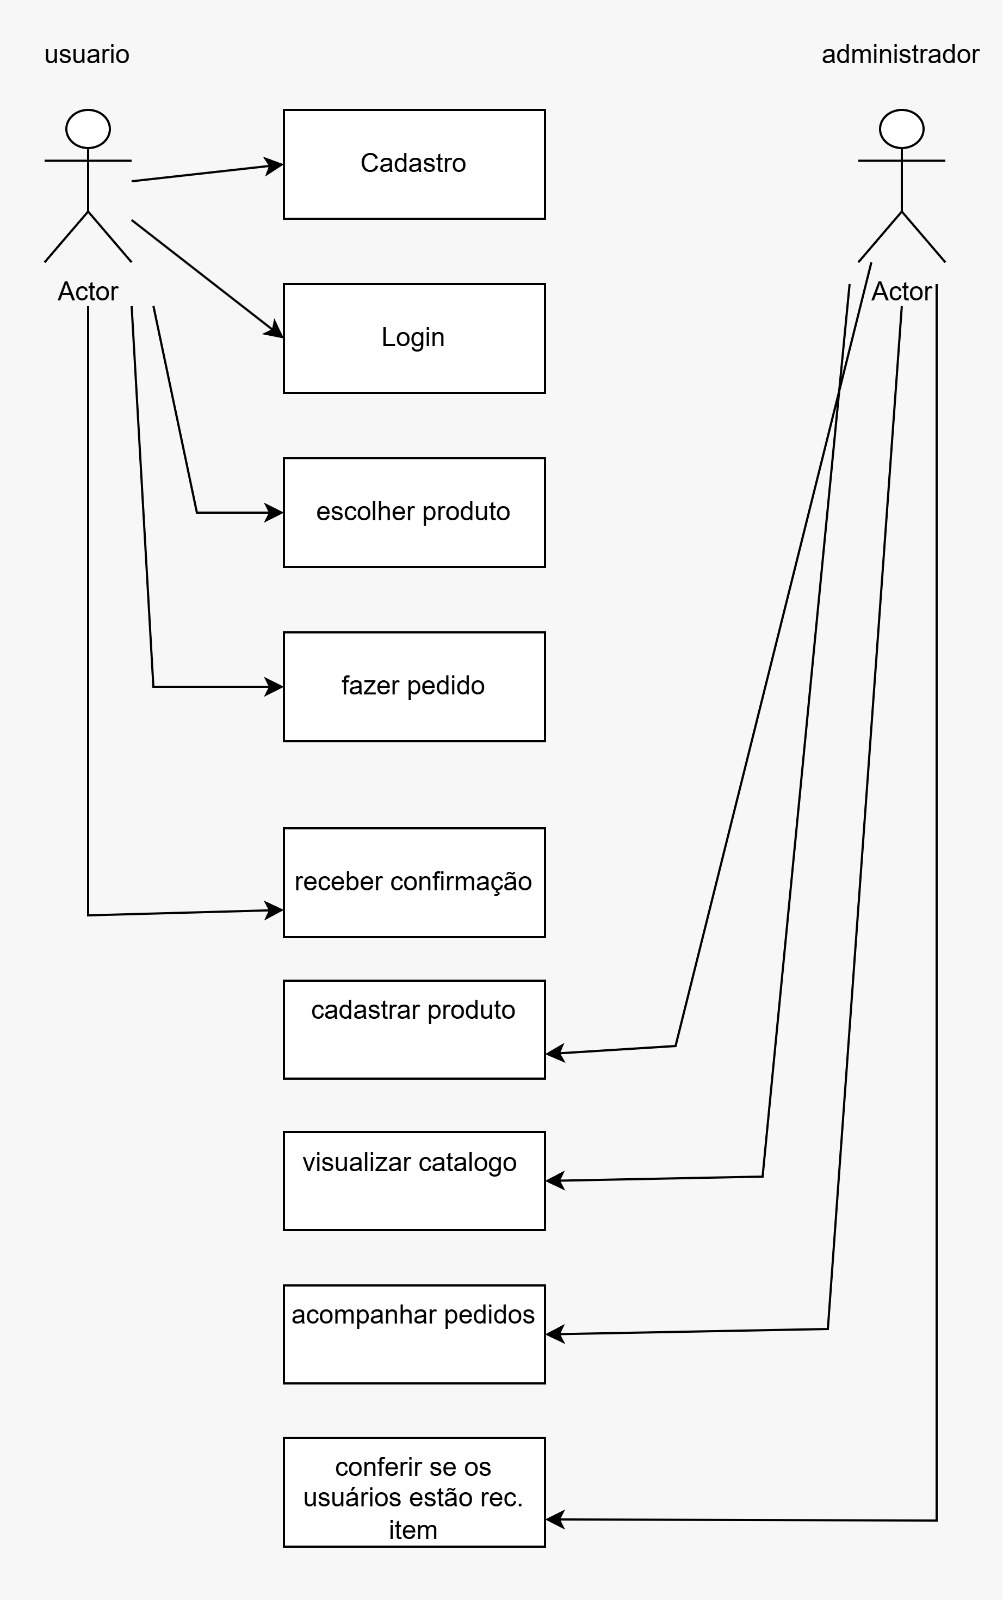 usuario
administrador
Cadastro
Actor
Actor
Login
escolher produto
fazer pedido
receber confirmação
cadastrar produto
visualizar catalogo
acompanhar pedidos
conferir se os
usuários estão rec.
item